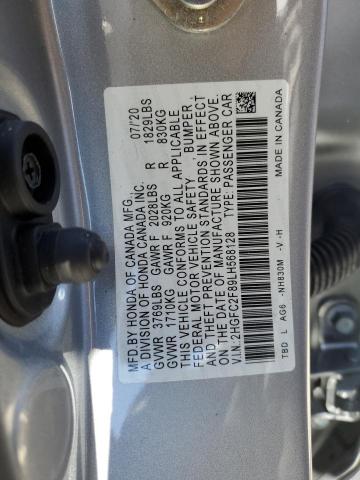 MFD.BY HONDA OF CANADA MFG. 07/'20
A DIVISION OF HONDA CANADA INC.
GVWR 3769LBS GAWR F 2028LBS R 1829LBS
GVWR 1710KG GAWR F 920KG R 830KG
THIS VEHICLE CONFORMS TO ALL APPLICABLE
FEDERAL MOTOR VEHICLE SAFETY, BUMPER,
AND THEFT PREVENTION STANDARDS IN EFFECT
ON THE DATE OF MANUFACTURE SHOWN ABOVE.
V.I.N.: 2HGFC2F89LH568128 TYPE: PASSENGER CAR
TBD L AG6 -NH830M -V-H MADE IN CANADA